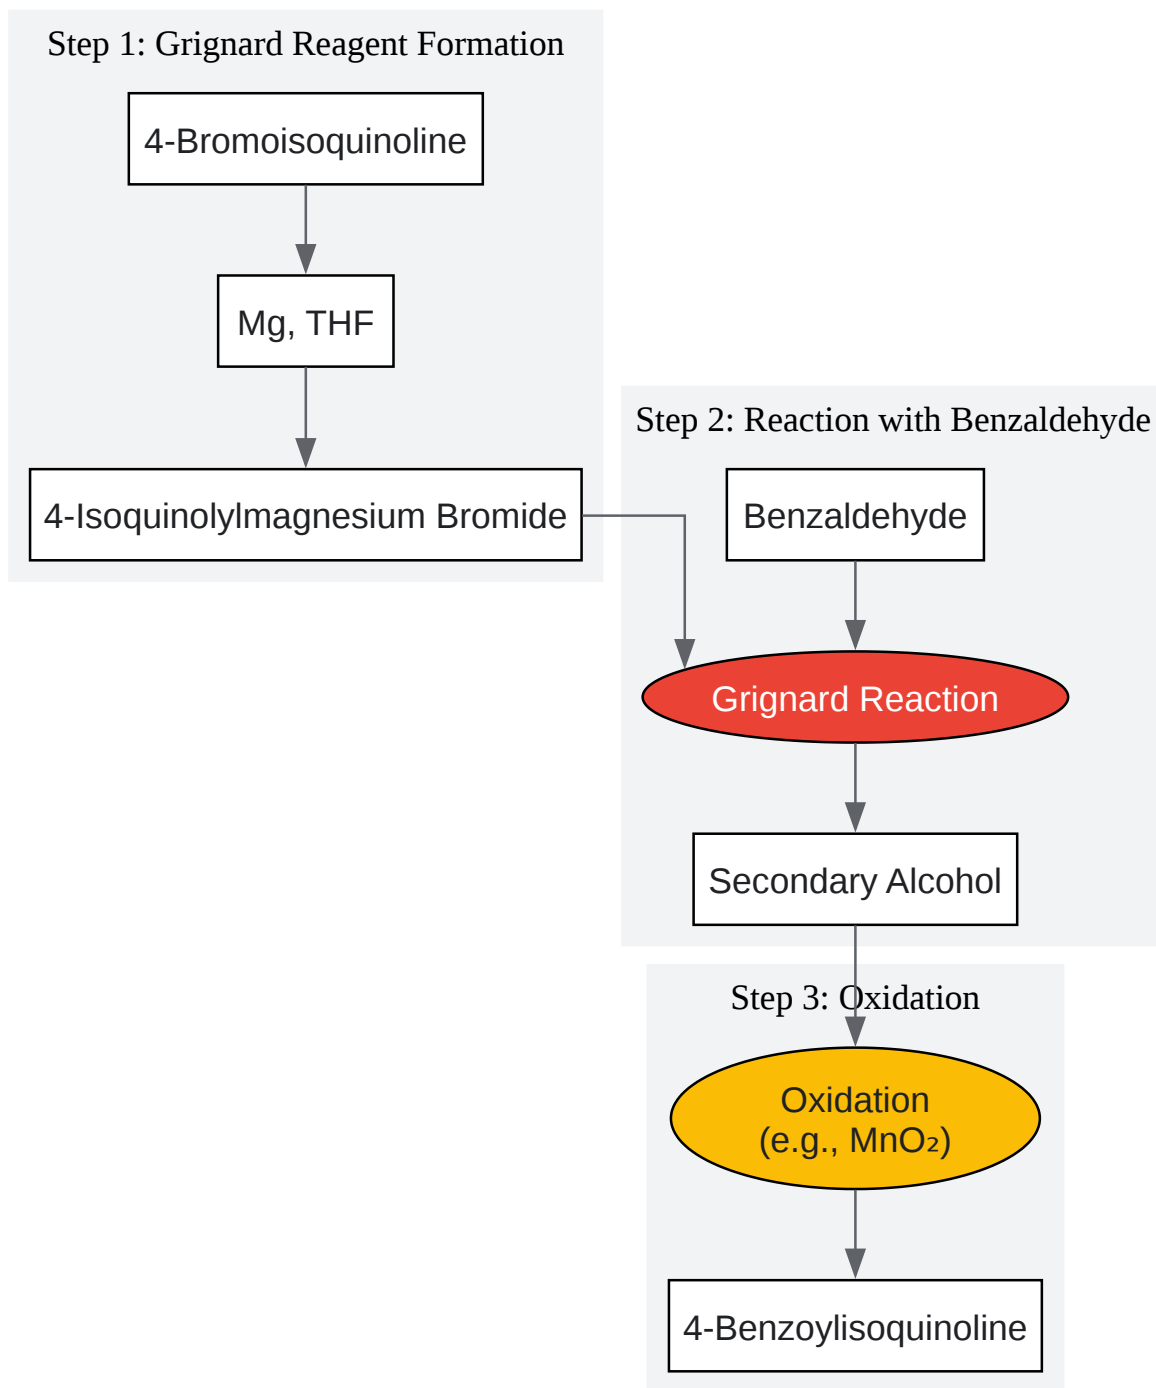 Step 1: Grignard Reagent Formation
4-Bromoisoquinoline
Mg, THF
4-Isoquinolylmagnesium Bromide
Step 2: Reaction with Benzaldehyde
Benzaldehyde
Grignard Reaction
Secondary Alcohol
Step 3: Oxidation
Oxidation
(e.g., MnO₂)
4-Benzoylisoquinoline